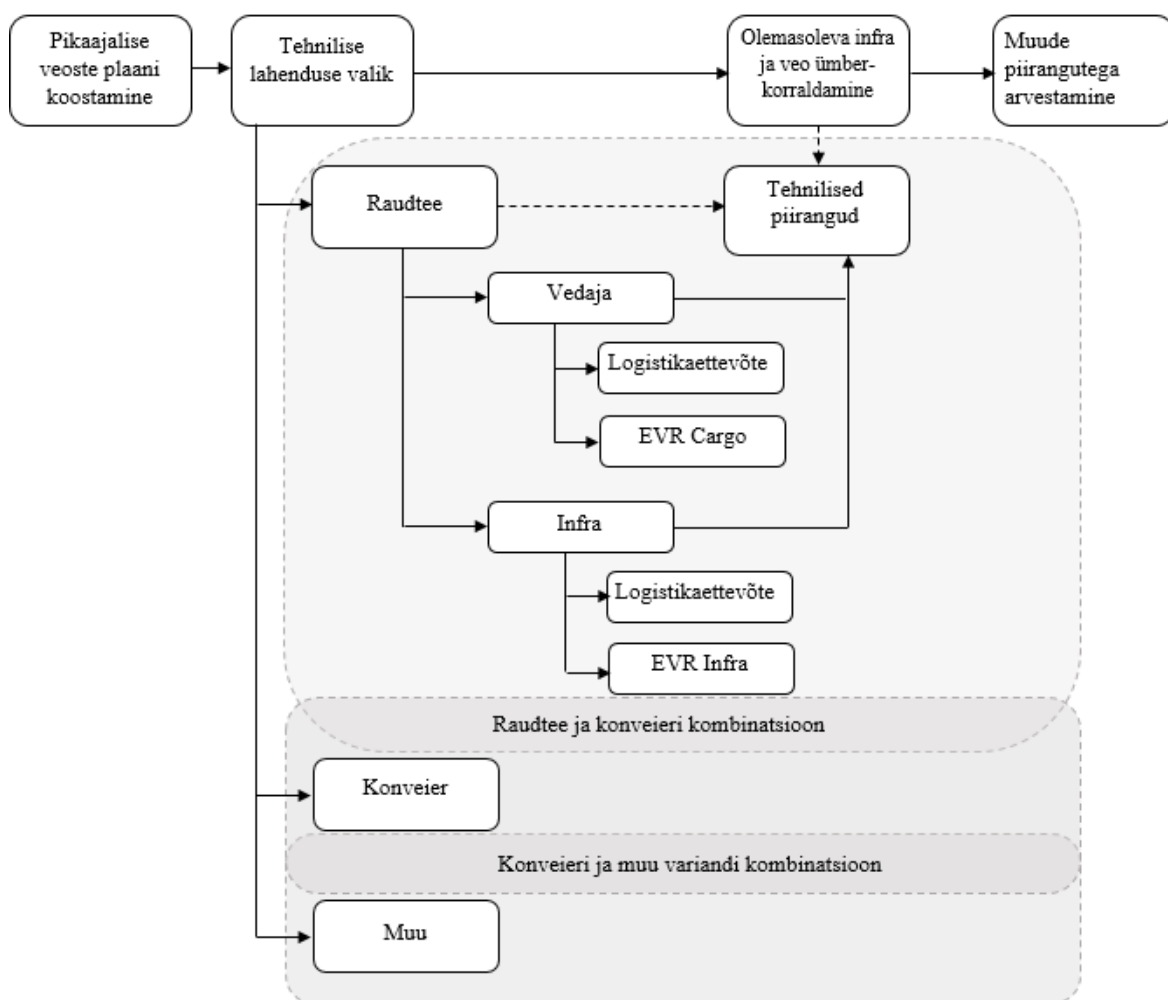 Pikaajalise
veoste plaani
koostamine
Tehnilise
lahenduse valik
Olemasoleva infra
ja veo ümber-
korraldamine
Muude
piirangutega
arvestamine
Raudtee
Tehnilised
piirangud
Vedaja
Logistikaettevõte
EVR Cargo
Infra
Logistikaettevõte
EVR Infra
Raudtee ja konveieri kombinatsioon
Konveier
Konveieri ja muu variandi kombinatsioon
Muu